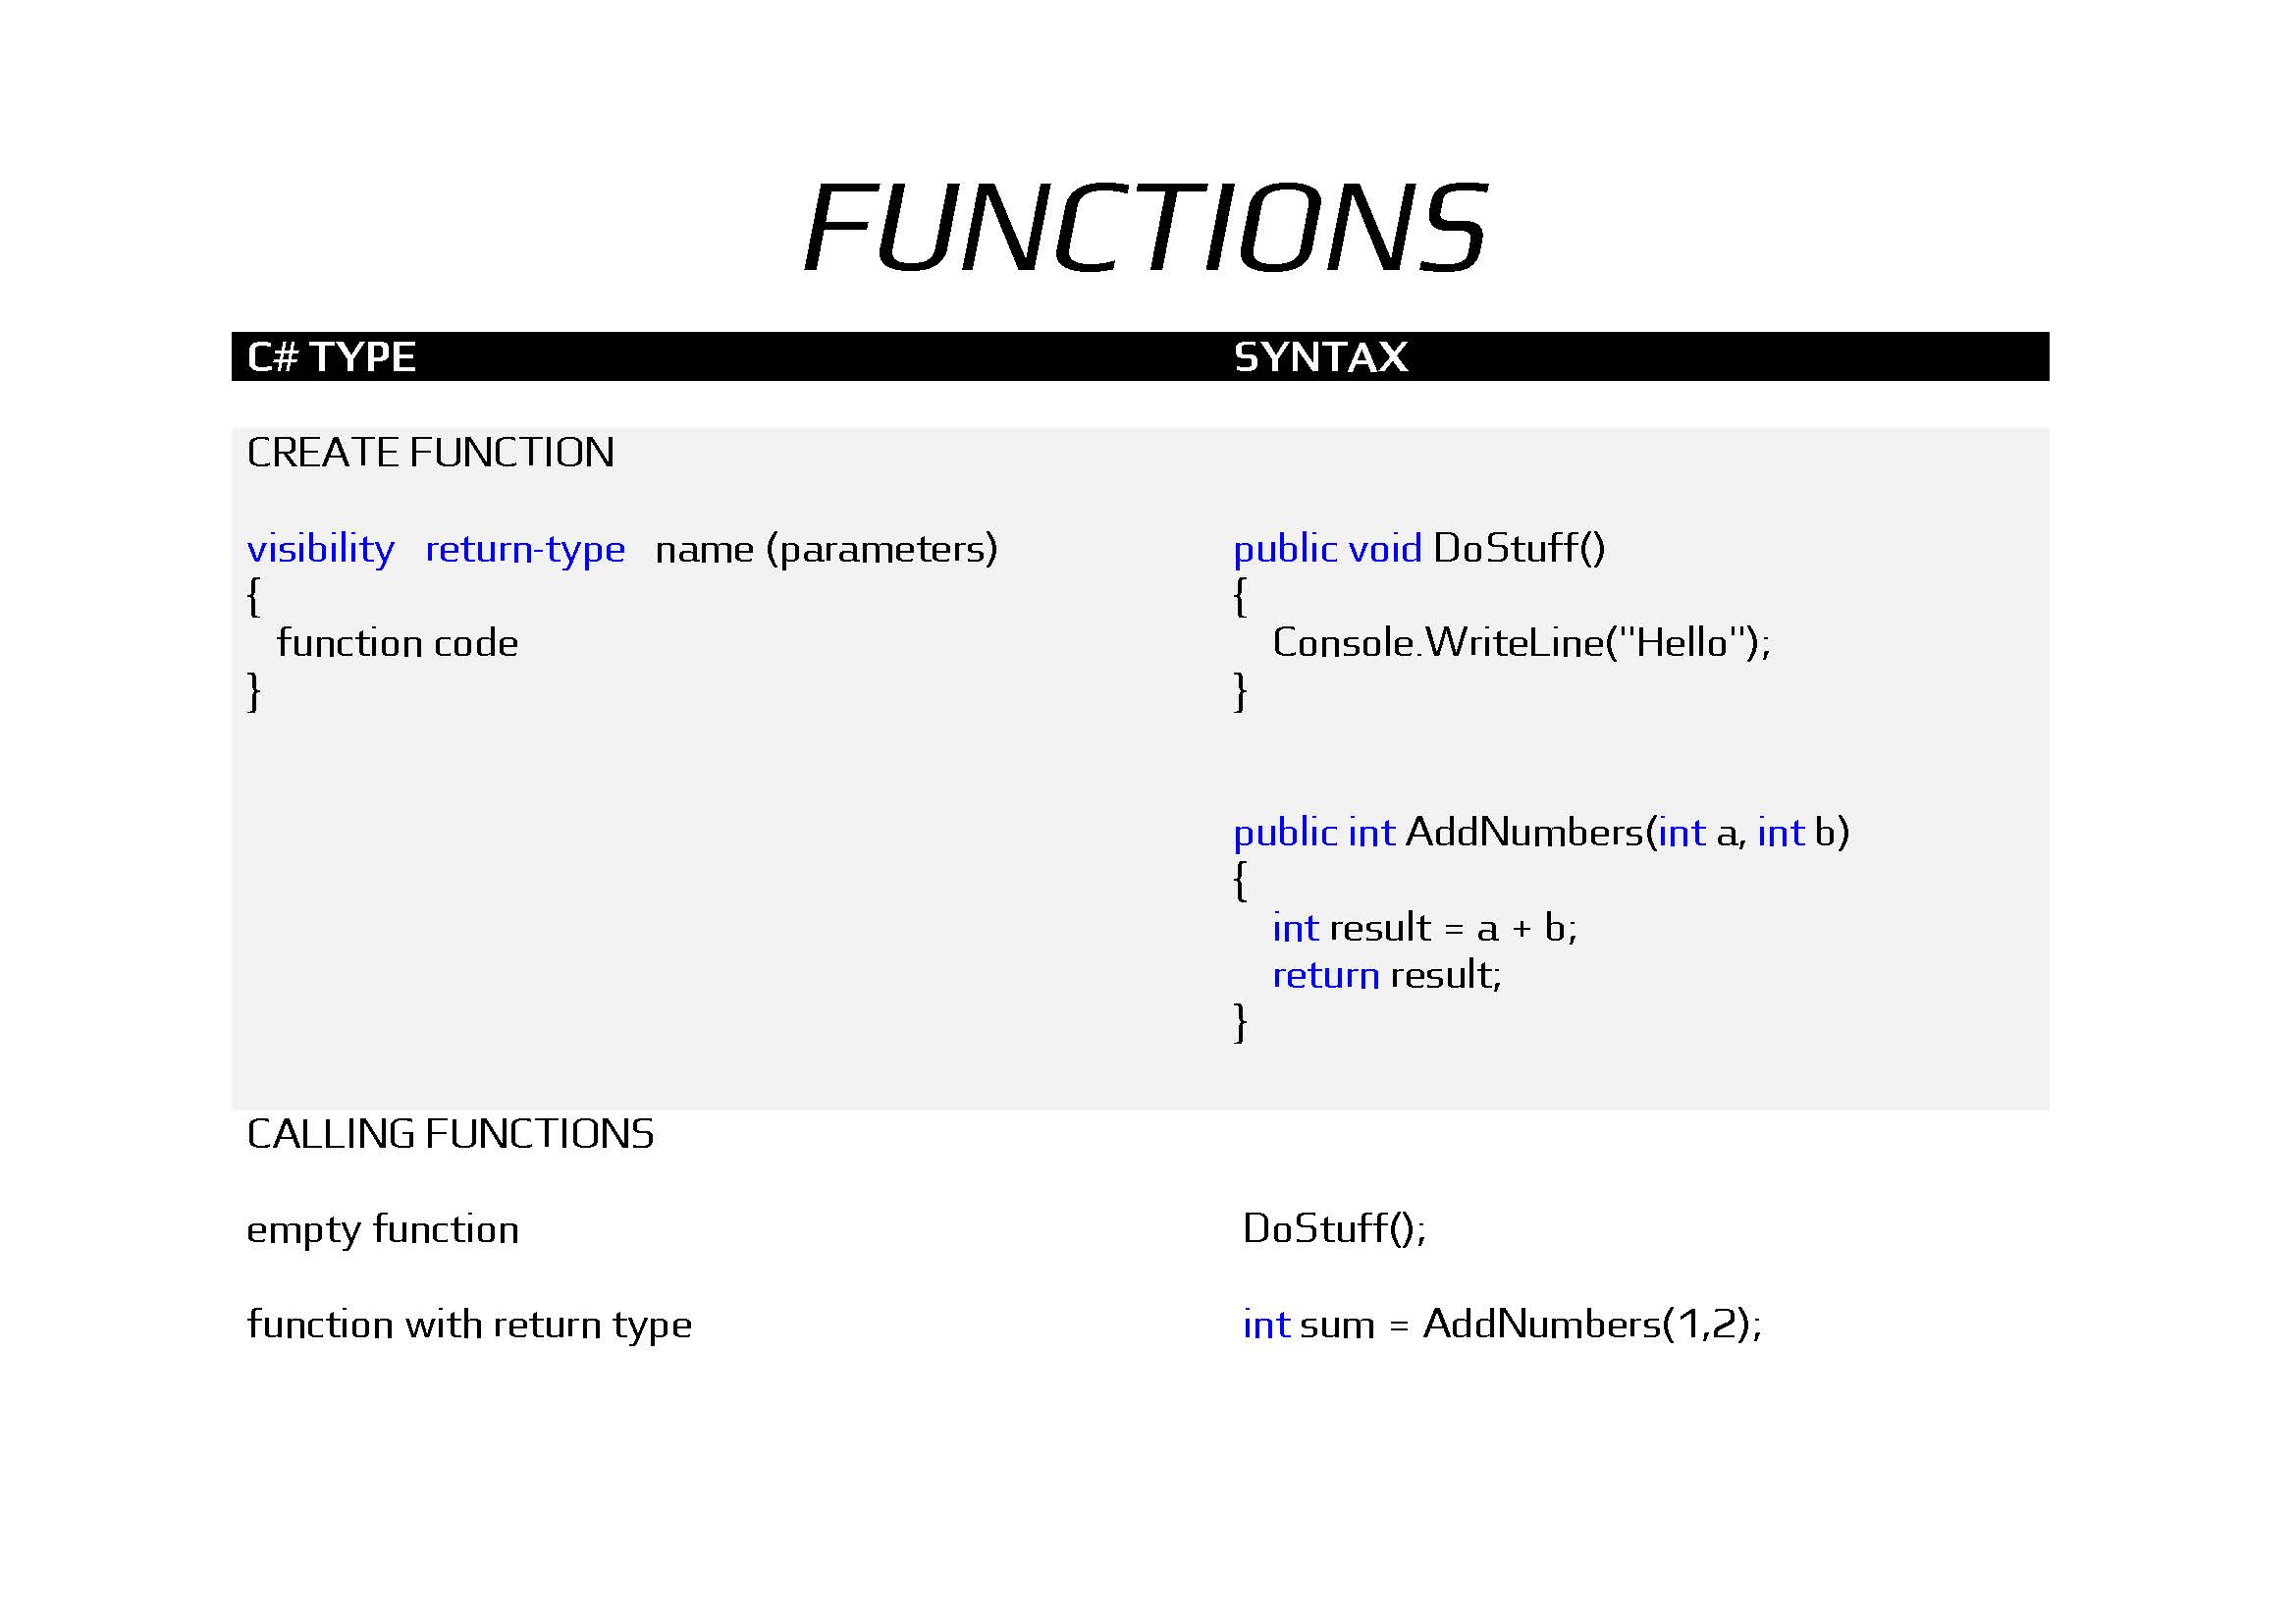 FUNCTIONS
C# TYPE SYNTAX
CREATE FUNCTION
visibility return-type name (parameters) public void DoStuff()
{ {
function code Console.WriteLine("Hello");
} }
public int AddNumbers(int a, int b)
{
int result = a + b;
return result;
}
CALLING FUNCTIONS
empty function DoStuff();
function with return type int sum = AddNumbers(1,2);